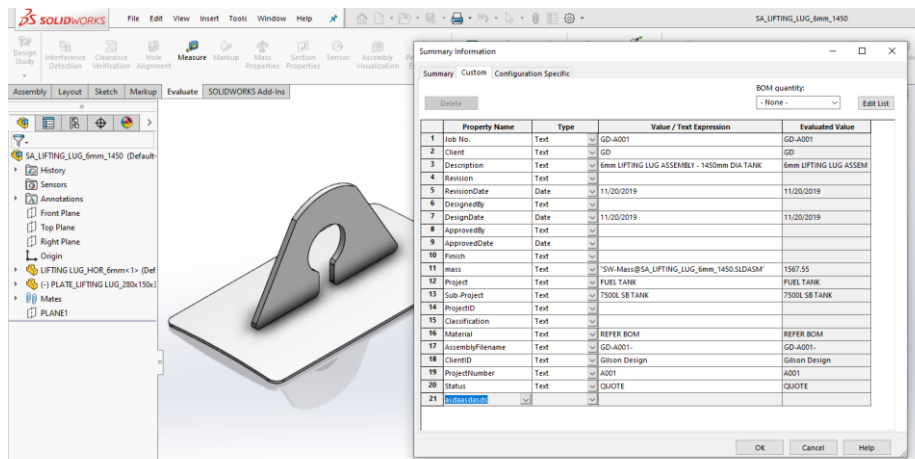 SOLIDWORKS File Edit View Insert Tools Window Help SA_LIFTING_LUG_6mm_1450
Design Study
Interference Detection
Clearance Verification
Hole Alignment
Measure
Markup
Mass Properties
Section Properties
Sensor
Assembly Visualization
Assembly Layout Sketch Markup Evaluate SOLIDWORKS Add-Ins
SA_LIFTING_LUG_6mm_1450 (Default-
History
Sensors
Annotations
Front Plane
Top Plane
Right Plane
Origin
LIFTING LUG_HOR_6mm<1> (Def
(-) PLATE_LIFTING LUG_280x150x3
Mates
PLANE1
Summary Information
Summary Custom Configuration Specific
BOM quantity:
Delete - None - Edit List
Property Name Type Value / Text Expression Evaluated Value
1 Job No. Text GD-A001 GD-A001
2 Client Text GD GD
3 Description Text 6mm LIFTING LUG ASSEMBLY - 1450mm DIA TANK 6mm LIFTING LUG ASSEM
4 Revision Text
5 RevisionDate Date 11/20/2019 11/20/2019
6 DesignedBy Text
7 DesignDate Date 11/20/2019 11/20/2019
8 ApprovedBy Text
9 ApprovedDate Date
10 Finish Text
11 mass Text "SW-Mass@SA_LIFTING_LUG_6mm_1450.SLDASM" 1567.55
12 Project Text FUEL TANK FUEL TANK
13 Sub-Project Text 7500L SB TANK 7500L SB TANK
14 ProjectID Text
15 Classification Text
16 Material Text REFER BOM REFER BOM
17 AssemblyFilename Text GD-A001- GD-A001-
18 ClientID Text Gilson Design Gilson Design
19 ProjectNumber Text A001 A001
20 Status Text QUOTE QUOTE
21 asdaasdasds
OK Cancel Help